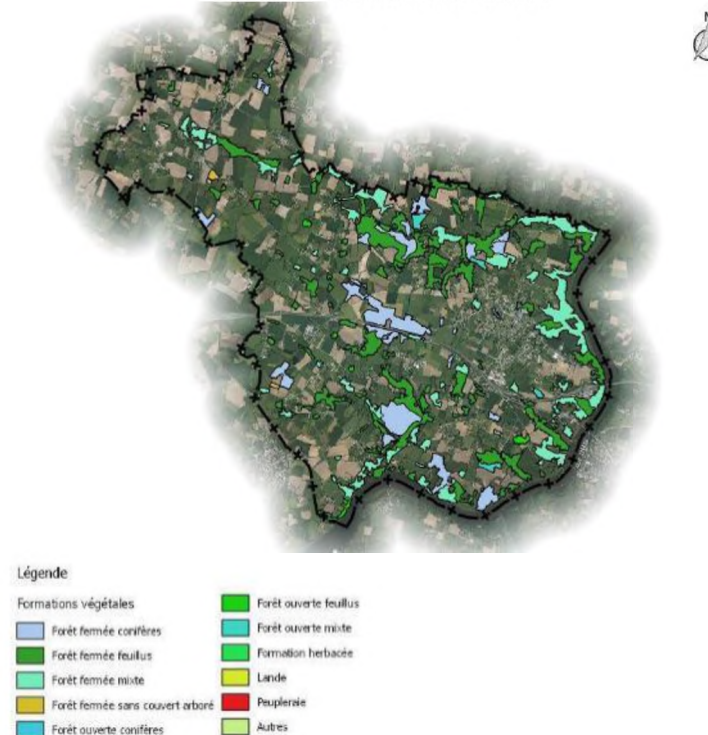 N
Légende
Formations végétales
Forêt fermée conifères
Forêt fermée feuillus
Forêt fermée mixte
Forêt fermée sans couvert arboré
Forêt ouverte conifères
Forêt ouverte feuillus
Forêt ouverte mixte
Formation herbacée
Lande
Peupleraie
Autres